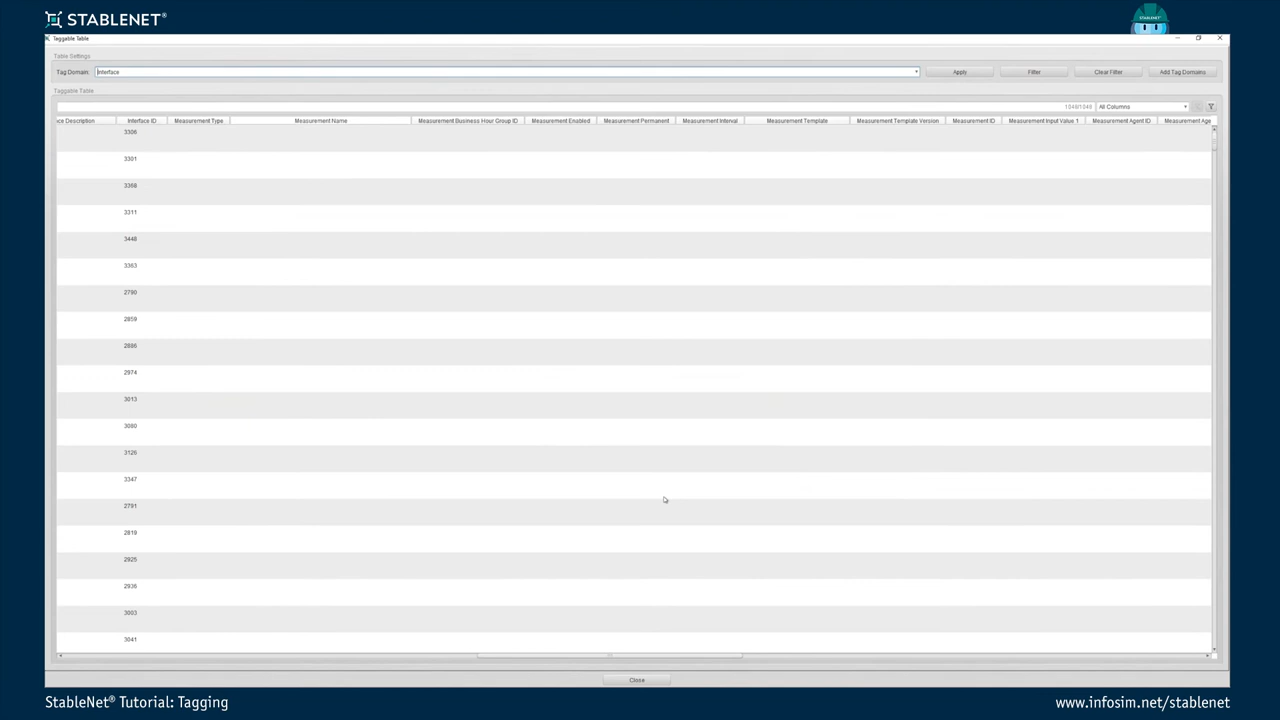 STABLENET®
STABLENET
Taggable Table
Table Settings
Tag Domain: Interface Apply Filter Clear Filter Add Tag Domains
Taggable Table
1049/1049 All Columns
ce Description Interface ID Measurement Type Measurement Name Measurement Business Hour Group ID Measurement Enabled Measurement Permanent Measurement Interval Measurement Template Measurement Template Version Measurement ID Measurement Input Value 1 Measurement Agent ID Measurement Age
3306
3301
3368
3311
3448
3363
2790
2859
2886
2974
3013
3080
3126
3347
2791
2819
2925
2936
3003
3041
Close
StableNet® Tutorial: Tagging
www.infosim.net/stablenet